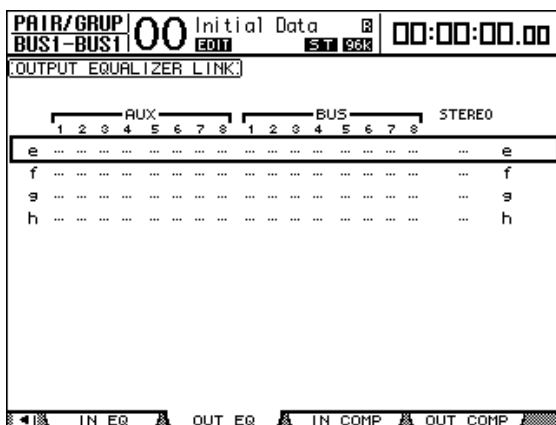 PAIR/GRUP 00 Initial Data R 00:00:00.00
BUS1-BUS1 EDIT ST 96K
OUTPUT EQUALIZER LINK
AUX BUS STEREO
1 2 3 4 5 6 7 8 1 2 3 4 5 6 7 8
e e
f f
g g
h h
IN EQ OUT EQ IN COMP OUT COMP